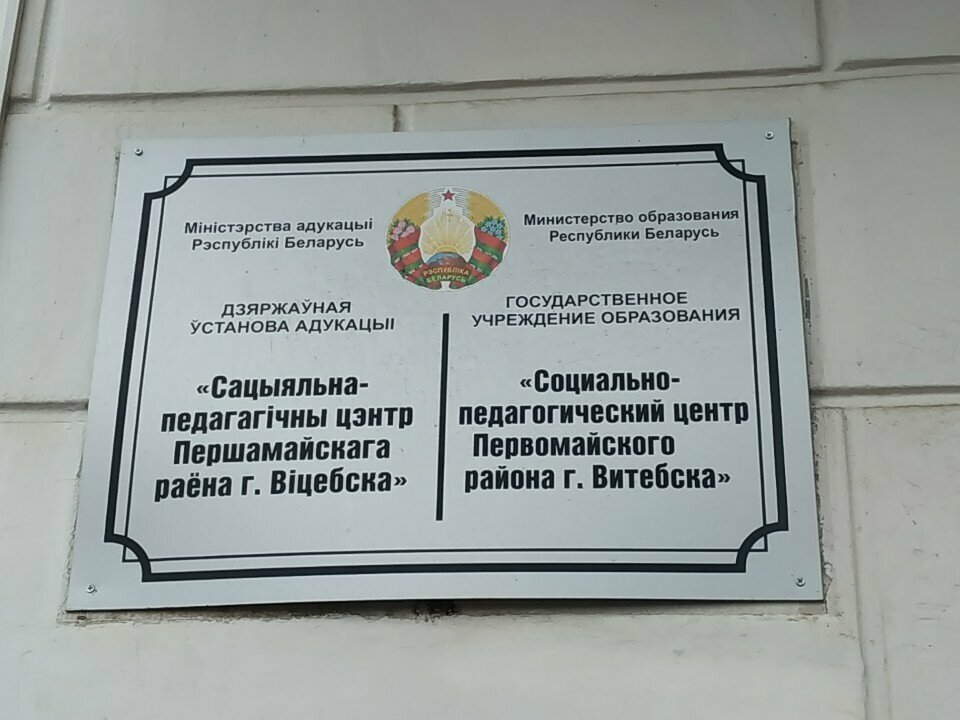 Міністэрства адукацыі
Рэспублікі Беларусь
РЭСПУБЛІКА
БЕЛАРУСЬ
Министерство образования
Республики Беларусь
ДЗЯРЖАЎНАЯ
ЎСТАНОВА АДУКАЦЫІ
«Сацыяльна-
педагагічны цэнтр
Першамайскага
раёна г. Віцебска»
ГОСУДАРСТВЕННОЕ
УЧРЕЖДЕНИЕ ОБРАЗОВАНИЯ
«Социально-
педагогический центр
Первомайского
района г. Витебска»